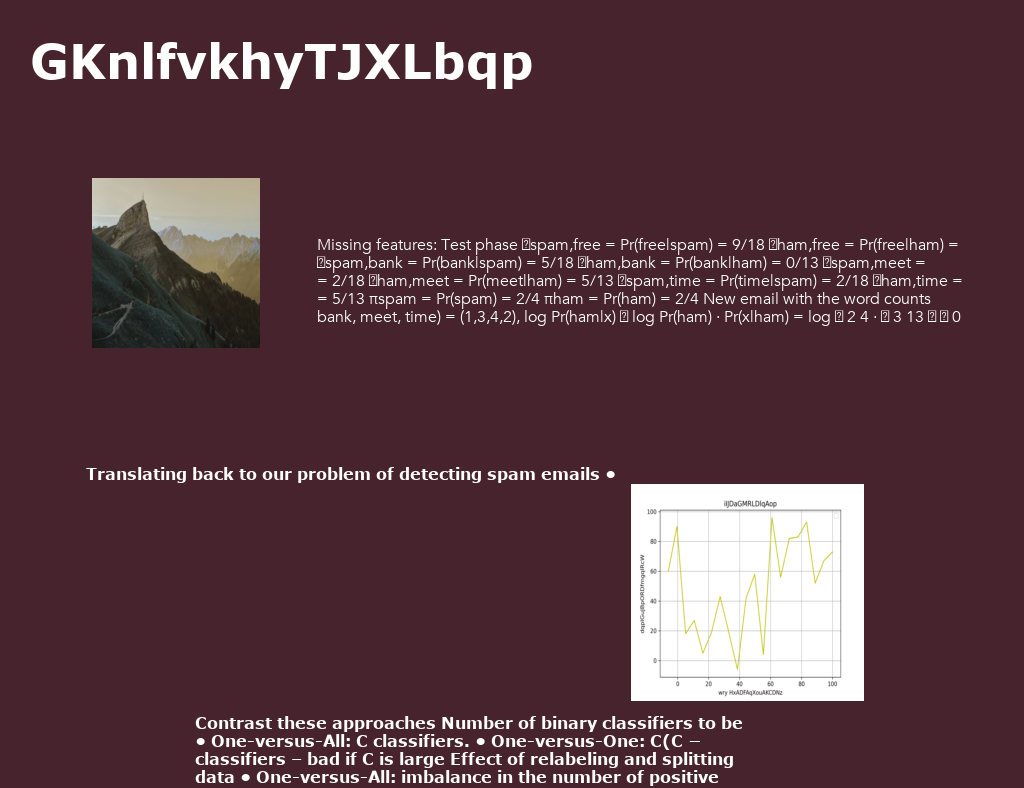 GKnlfvkhyTJXLbqp
Missing features: Test phase spam,free = Pr(free|spam) = 9/18 ham,free = Pr(free|ham) =
spam,bank = Pr(bank|spam) = 5/18 ham,bank = Pr(bank|ham) = 0/13 spam,meet =
= 2/18 ham,meet = Pr(meet|ham) = 5/13 spam,time = Pr(time|spam) = 2/18 ham,time =
= 5/13 πspam = Pr(spam) = 2/4 πham = Pr(ham) = 2/4 New email with the word counts
bank, meet, time) = (1,3,4,2), log Pr(ham|x) log Pr(ham) · Pr(x|ham) = log 2 4 · 3 13 0
Translating back to our problem of detecting spam emails ●
100
80
60
40
20
0
0 20 40 60 80 100
Contrast these approaches Number of binary classifiers to be
● One-versus-All: C classifiers. ● One-versus-One: C(C −
classifiers – bad if C is large Effect of relabeling and splitting
data ● One-versus-All: imbalance in the number of positive